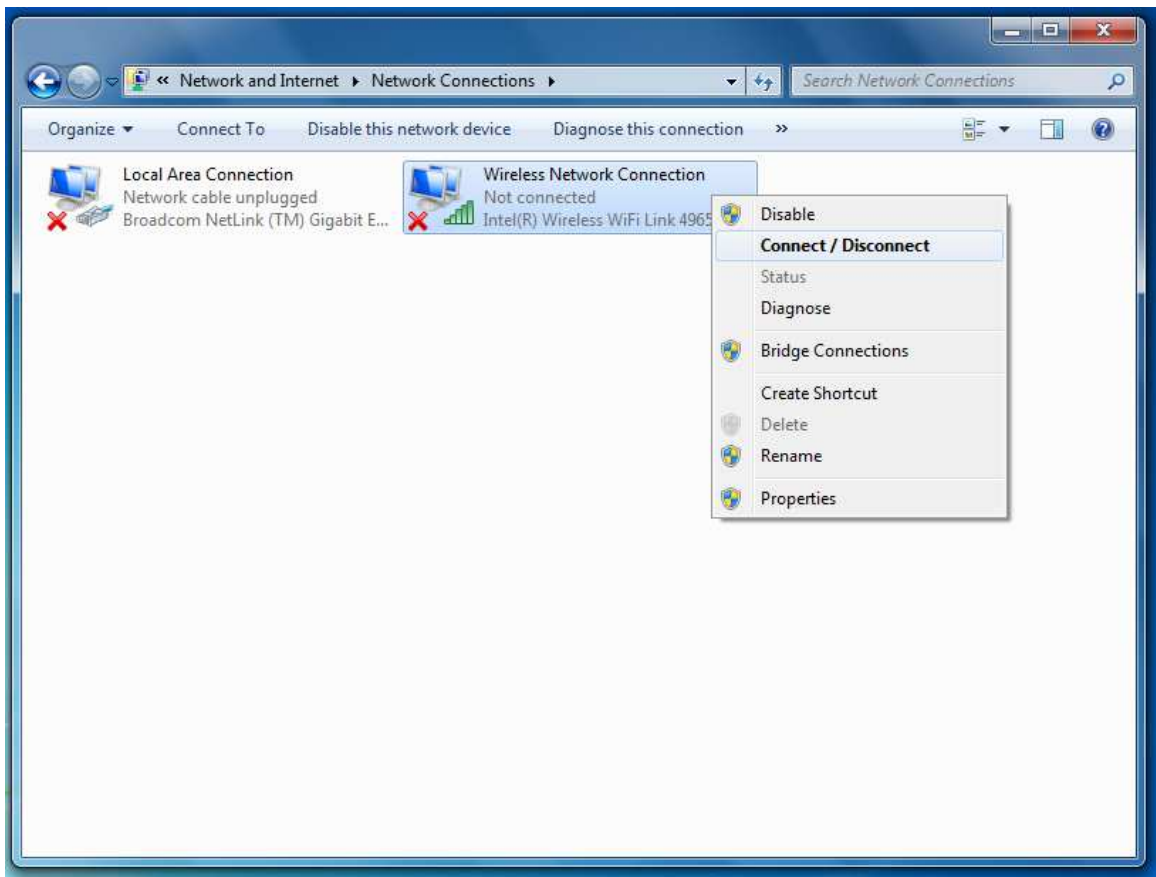 « Network and Internet ▸ Network Connections ▸
Search Network Connections
Organize Connect To Disable this network device Diagnose this connection »
Local Area Connection
Network cable unplugged
Broadcom NetLink (TM) Gigabit E...
Wireless Network Connection
Not connected
Intel(R) Wireless WiFi Link 4965
Disable
Connect / Disconnect
Status
Diagnose
Bridge Connections
Create Shortcut
Delete
Rename
Properties